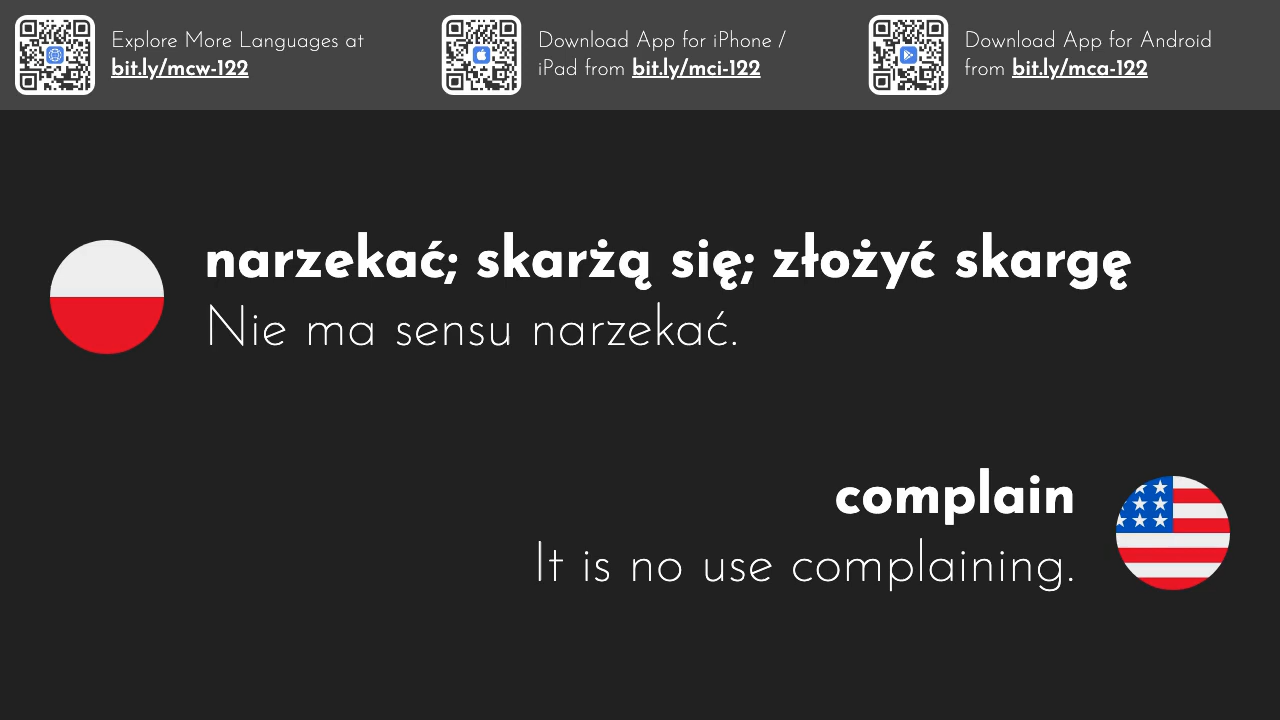 Explore More Languages at
bit.ly/mcw-122
Download App for iPhone /
iPad from bit.ly/mci-122
Download App for Android
from bit.ly/mca-122
narzekać; skarżą się; złożyć skargę
Nie ma sensu narzekać.
complain
It is no use complaining.